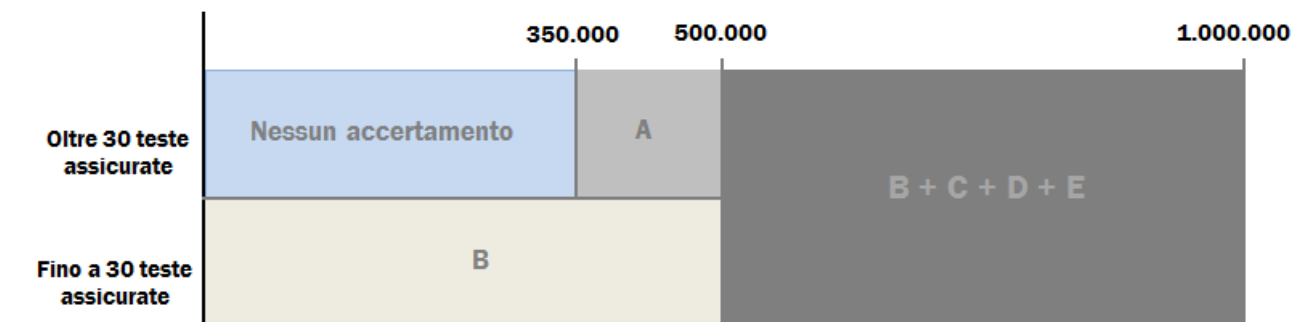 350.000 500.000 1.000.000
Oltre 30 teste
assicurate
Nessun accertamento
A
B + C + D + E
Fino a 30 teste
assicurate
B